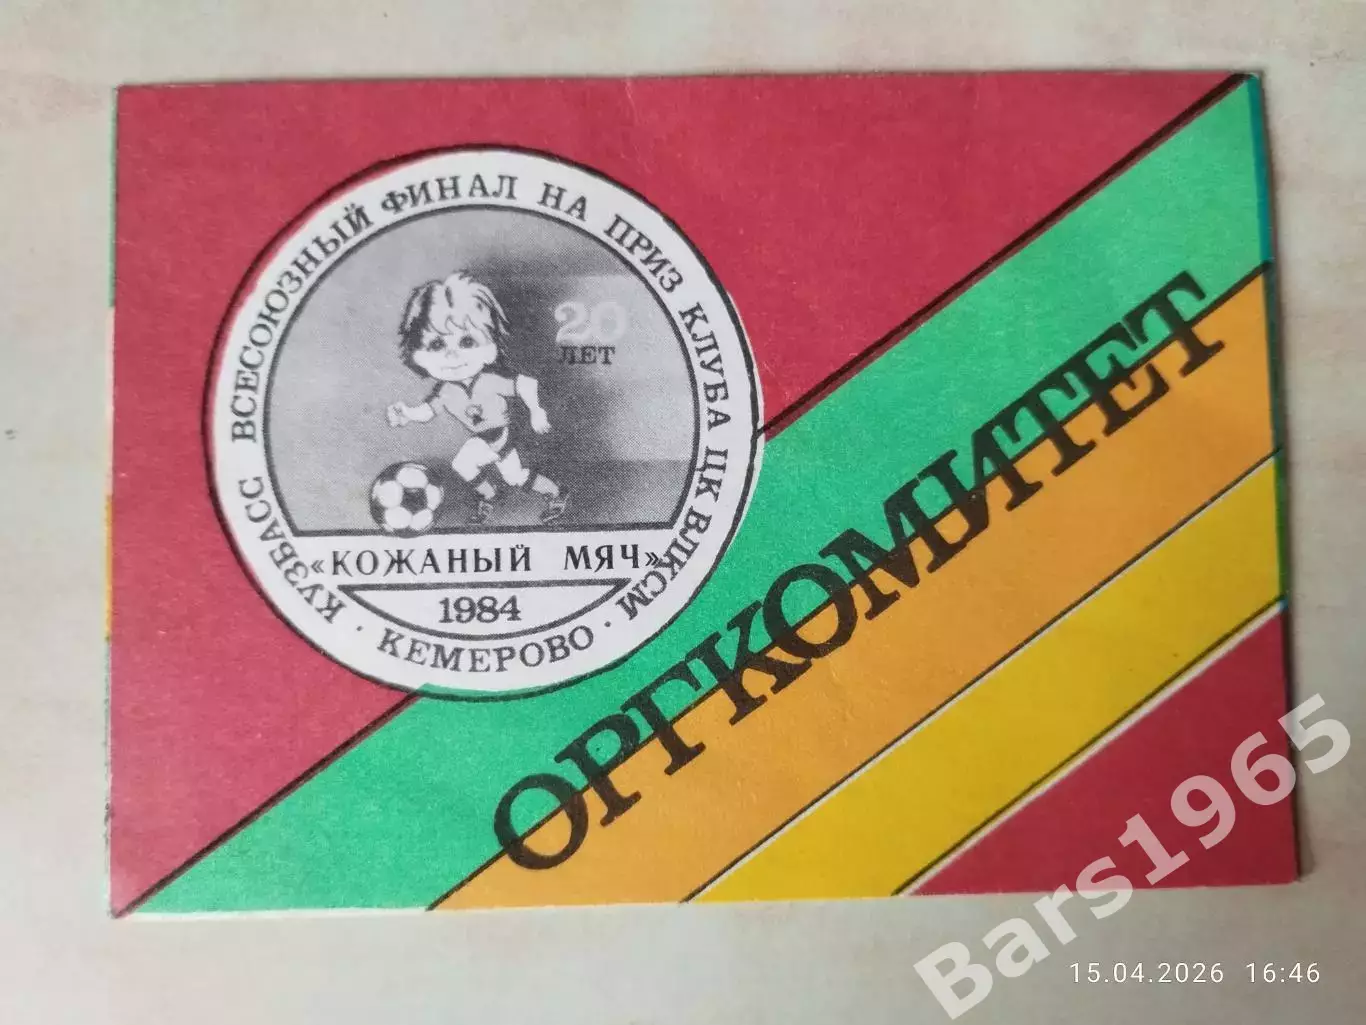 КУЗБАСС ВСЕСОЮЗНЫЙ ФИНАЛ НА ПРИЗ КЛУБА ЦК ВЛКСМ
20
ЛЕТ
«КОЖАНЫЙ МЯЧ»
1984
· КЕМЕРОВО ·
ОРГКОМИТЕТ
Bars1965
15.04.2026 16:46